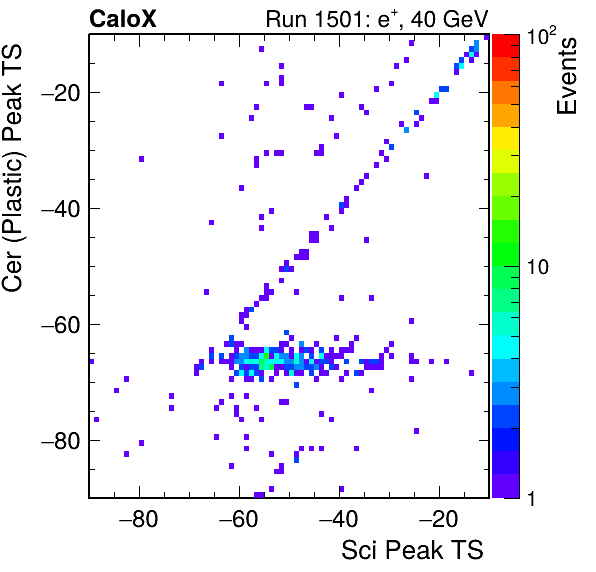 CaloX
Run 1501: e⁺, 40 GeV
Cer (Plastic) Peak TS
−20
−40
−60
−80
−80
−60
−40
−20
Sci Peak TS
10²
10
1
Events